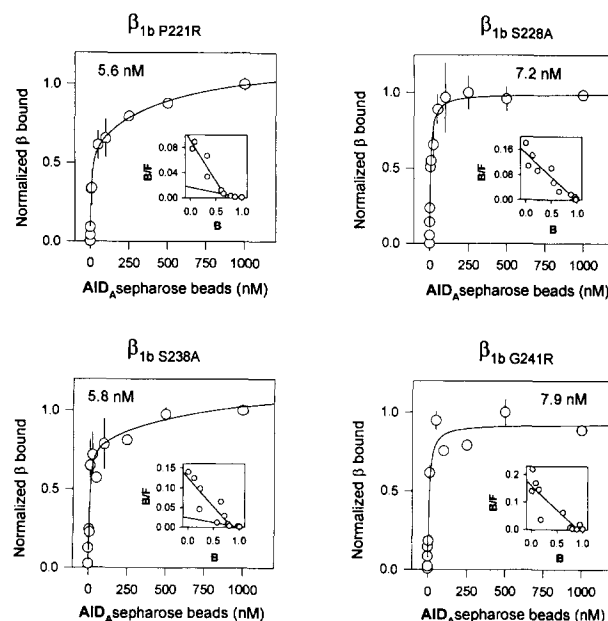 β1b P221R
5.6 nM
Normalized β bound
1.0
0.5
0.0
0 250 500 750 1000
AIDA sepharose beads (nM)
B/F
0.08
0.04
0.00
0.0 0.5 1.0
B
β1b S228A
7.2 nM
Normalized β bound
1.0
0.5
0.0
0 250 500 750 1000
AIDA sepharose beads (nM)
B/F
0.16
0.08
0.00
0.0 0.5 1.0
B
β1b S238A
5.8 nM
Normalized β bound
1.0
0.5
0.0
0 250 500 750 1000
AIDA sepharose beads (nM)
B/F
0.15
0.10
0.05
0.00
0.0 0.5 1.0
B
β1b G241R
7.9 nM
Normalized β bound
1.0
0.5
0.0
0 250 500 750 1000
AIDA sepharose beads (nM)
B/F
0.2
0.1
0.0
0.0 0.5 1.0
B